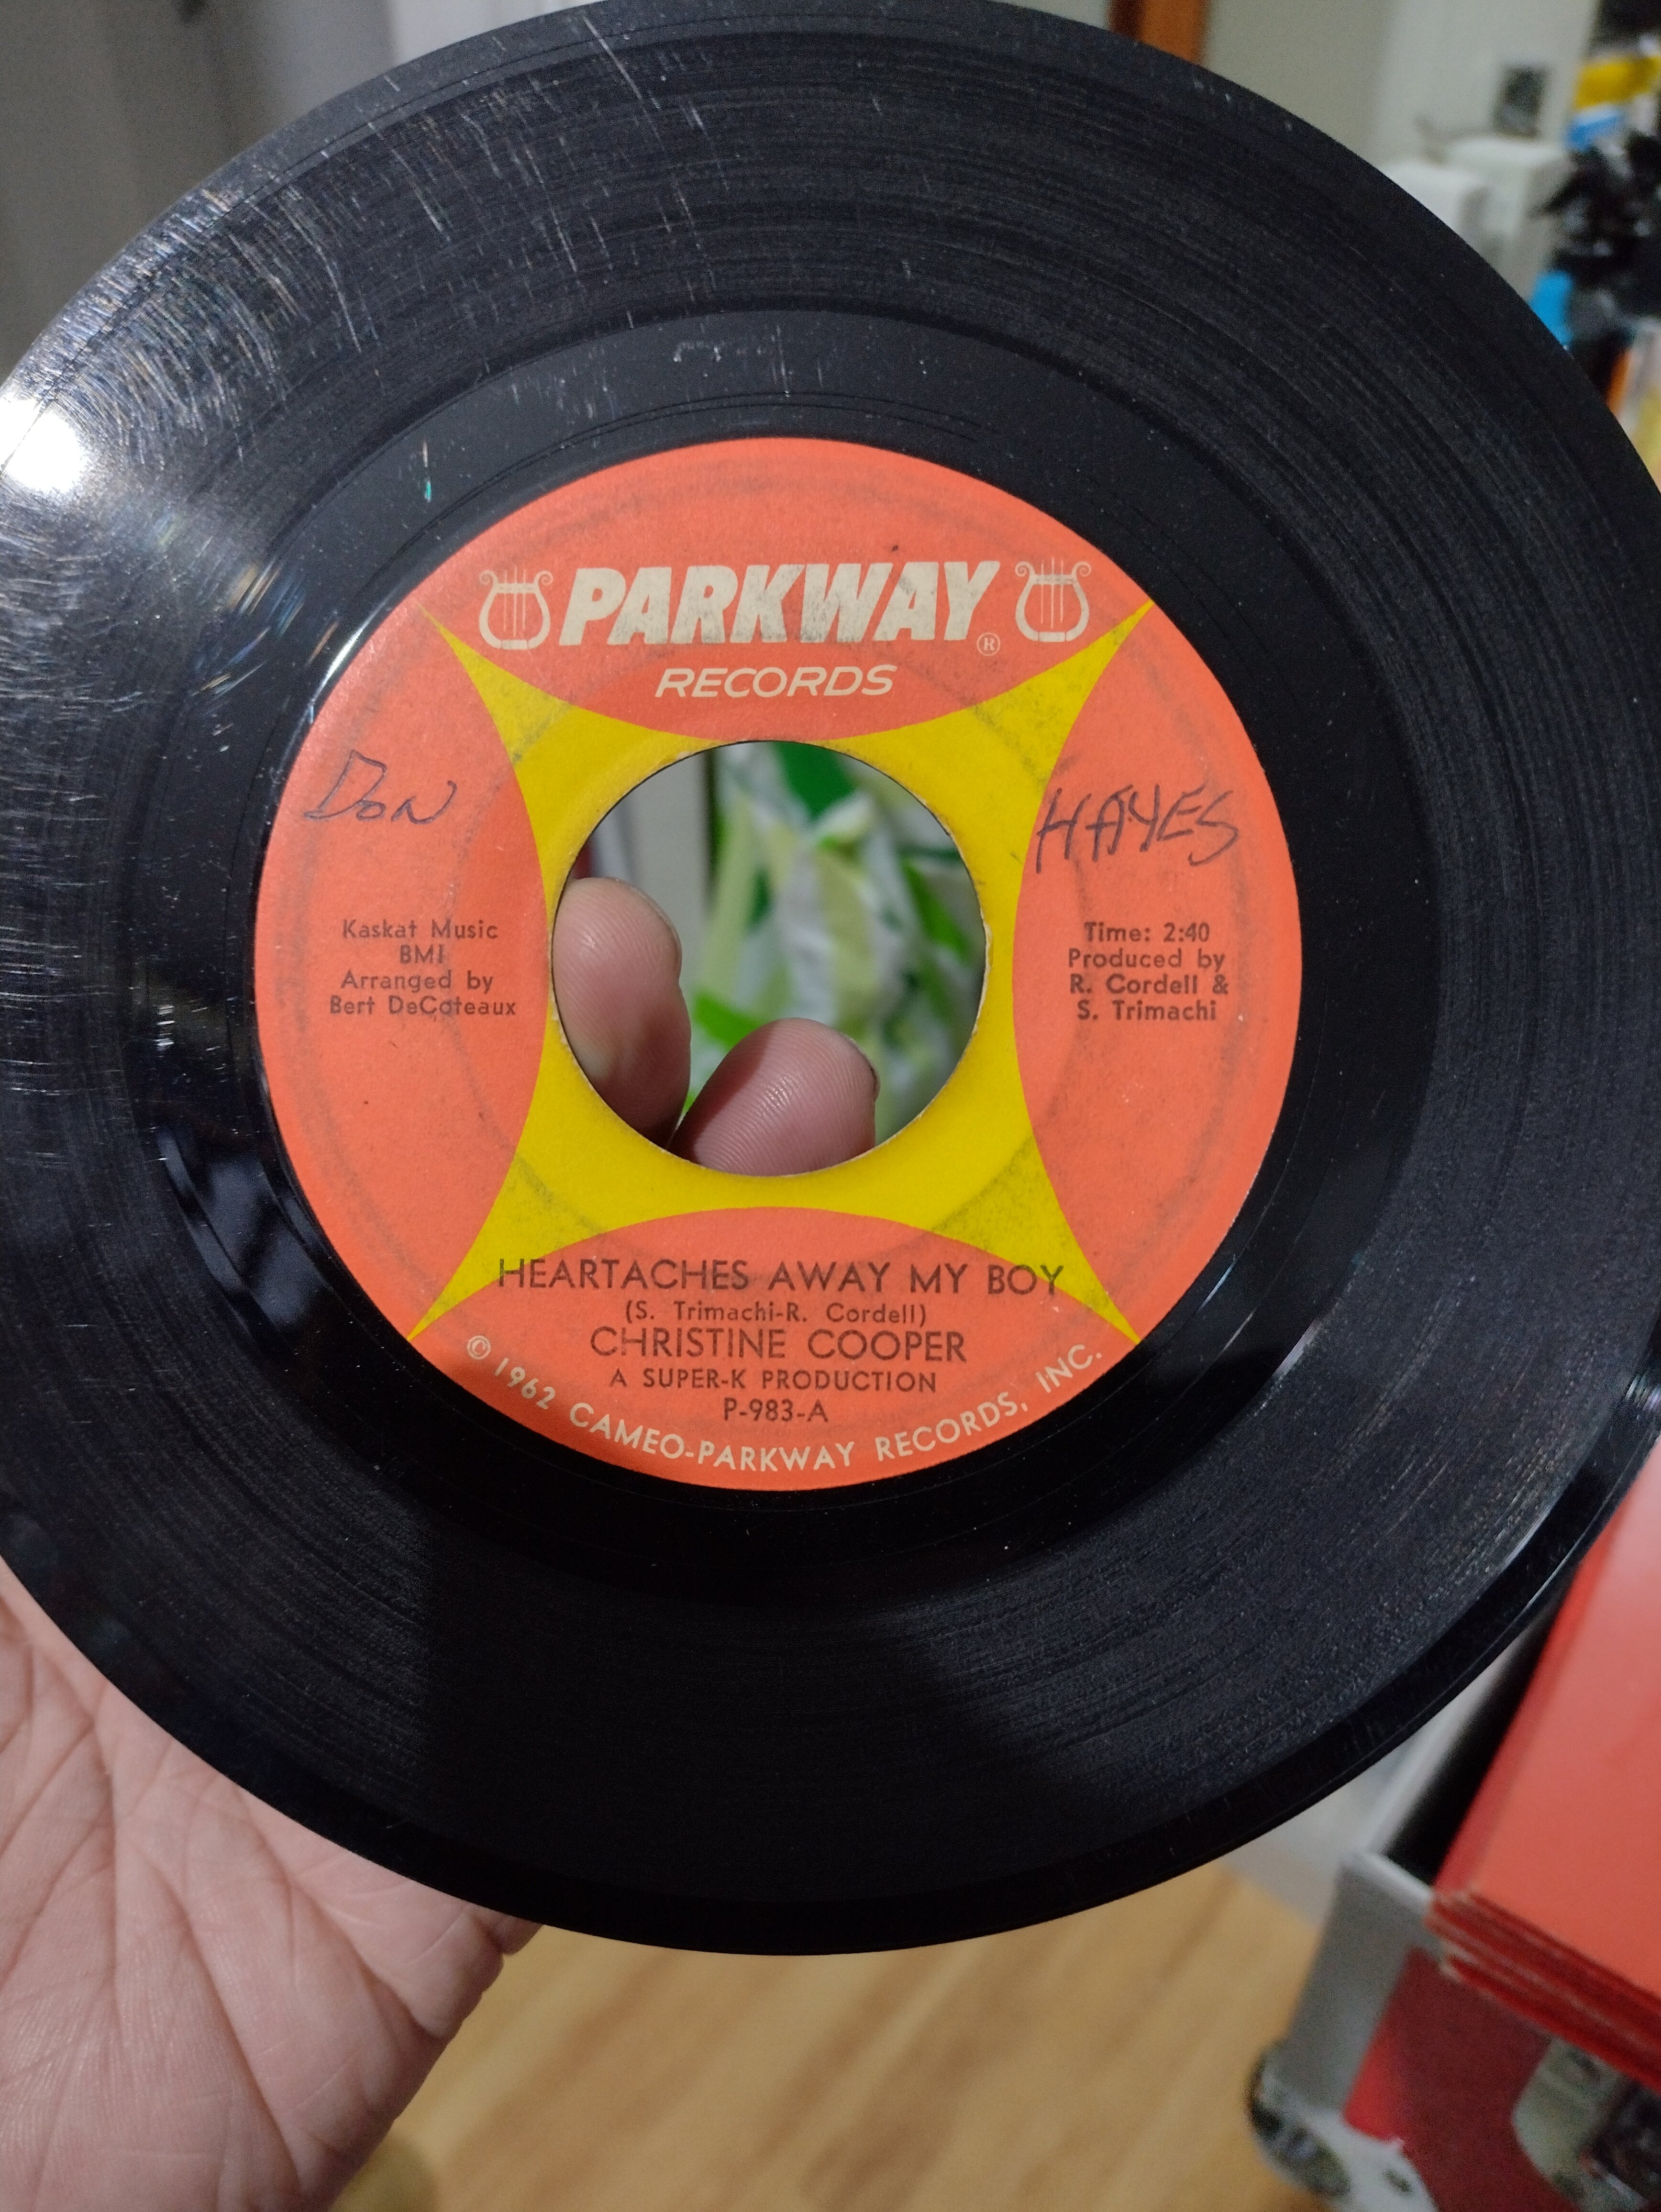 PARKWAY®
RECORDS
DON
HAYES
Kaskat Music
BMI
Arranged by
Bert DeCoteaux
Time: 2:40
Produced by
R. Cordell &
S. Trimachi
HEARTACHES AWAY MY BOY
(S. Trimachi-R. Cordell)
CHRISTINE COOPER
A SUPER-K PRODUCTION
P-983-A
© 1962 CAMEO-PARKWAY RECORDS, INC.